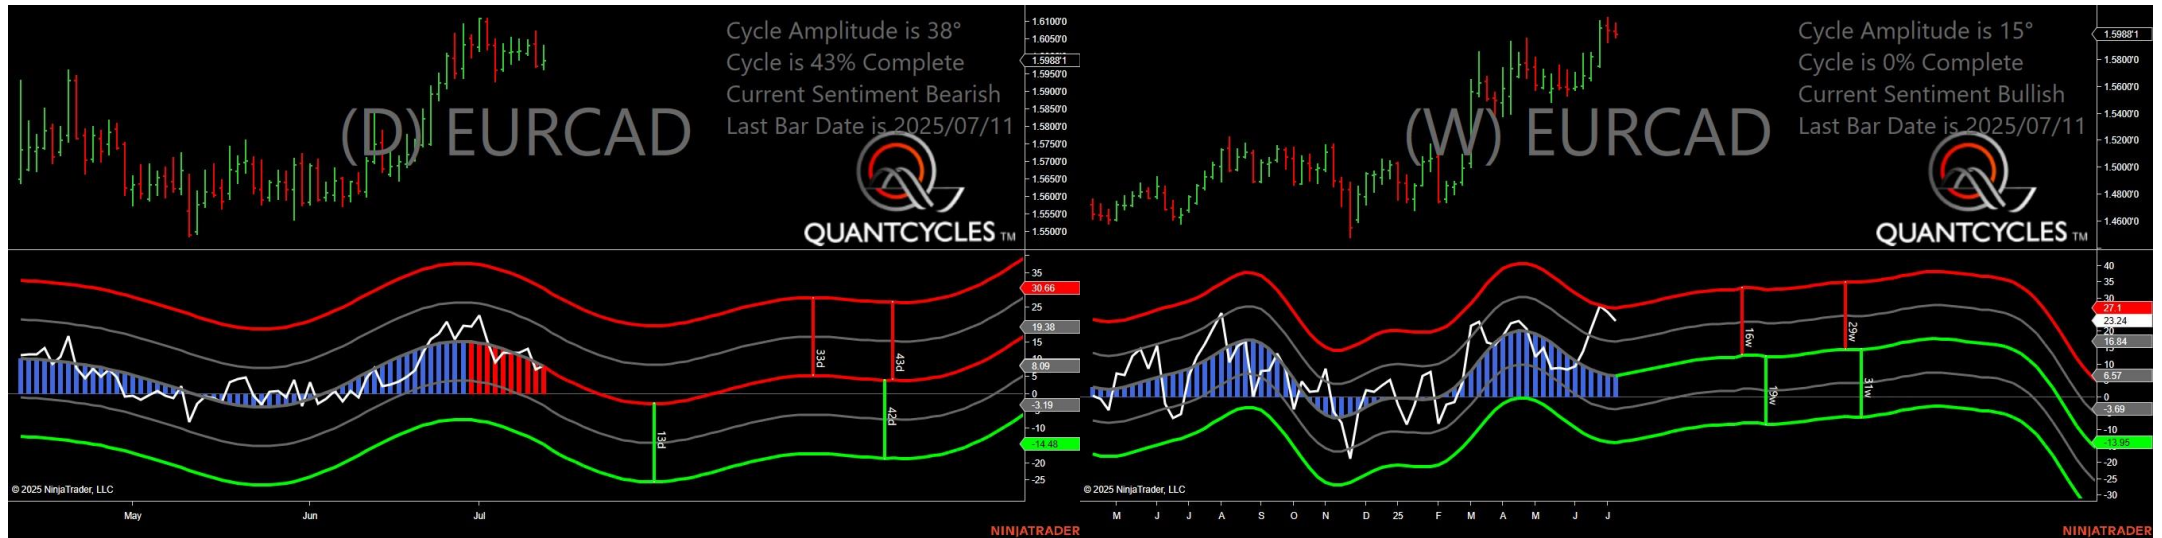 Cycle Amplitude is 38°
Cycle is 43% Complete
Current Sentiment Bearish
Last Bar Date is 2025/07/11
(D) EURCAD
QUANTCYCLES TM
1.6100'0
1.6050'0
1.5988'1
1.5950'0
1.5900'0
1.5850'0
1.5800'0
1.5750'0
1.5700'0
1.5650'0
1.5600'0
1.5550'0
1.5500'0
35
30.66
25
19.38
15
10
8.09
5
0
-3.19
-5
-10
-14.48
-20
-25
13d
33d
43d
42d
© 2025 NinjaTrader, LLC
May
Jun
Jul
NINJATRADER
Cycle Amplitude is 15°
Cycle is 0% Complete
Current Sentiment Bullish
Last Bar Date is 2025/07/11
(W) EURCAD
QUANTCYCLES TM
1.5988'1
1.5800'0
1.5600'0
1.5400'0
1.5200'0
1.5000'0
1.4800'0
1.4600'0
40
35
30
27.1
23.24
20
16.84
15
10
6.57
5
0
-3.69
-10
-13.95
-20
-25
-30
16w
19w
29w
31w
© 2025 NinjaTrader, LLC
M
J
J
A
S
O
N
D
25
F
M
A
M
J
J
NINJATRADER